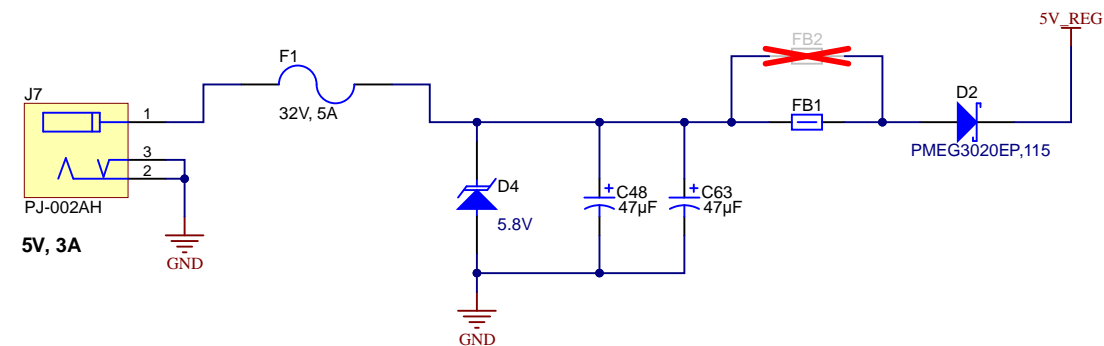 5V_REG
FB2
F1
D2
J7
1
32V, 5A
FB1
PMEG3020EP,115
3
2
D4
+
C48
47µF
+
C63
47µF
PJ-002AH
5.8V
5V, 3A
GND
GND